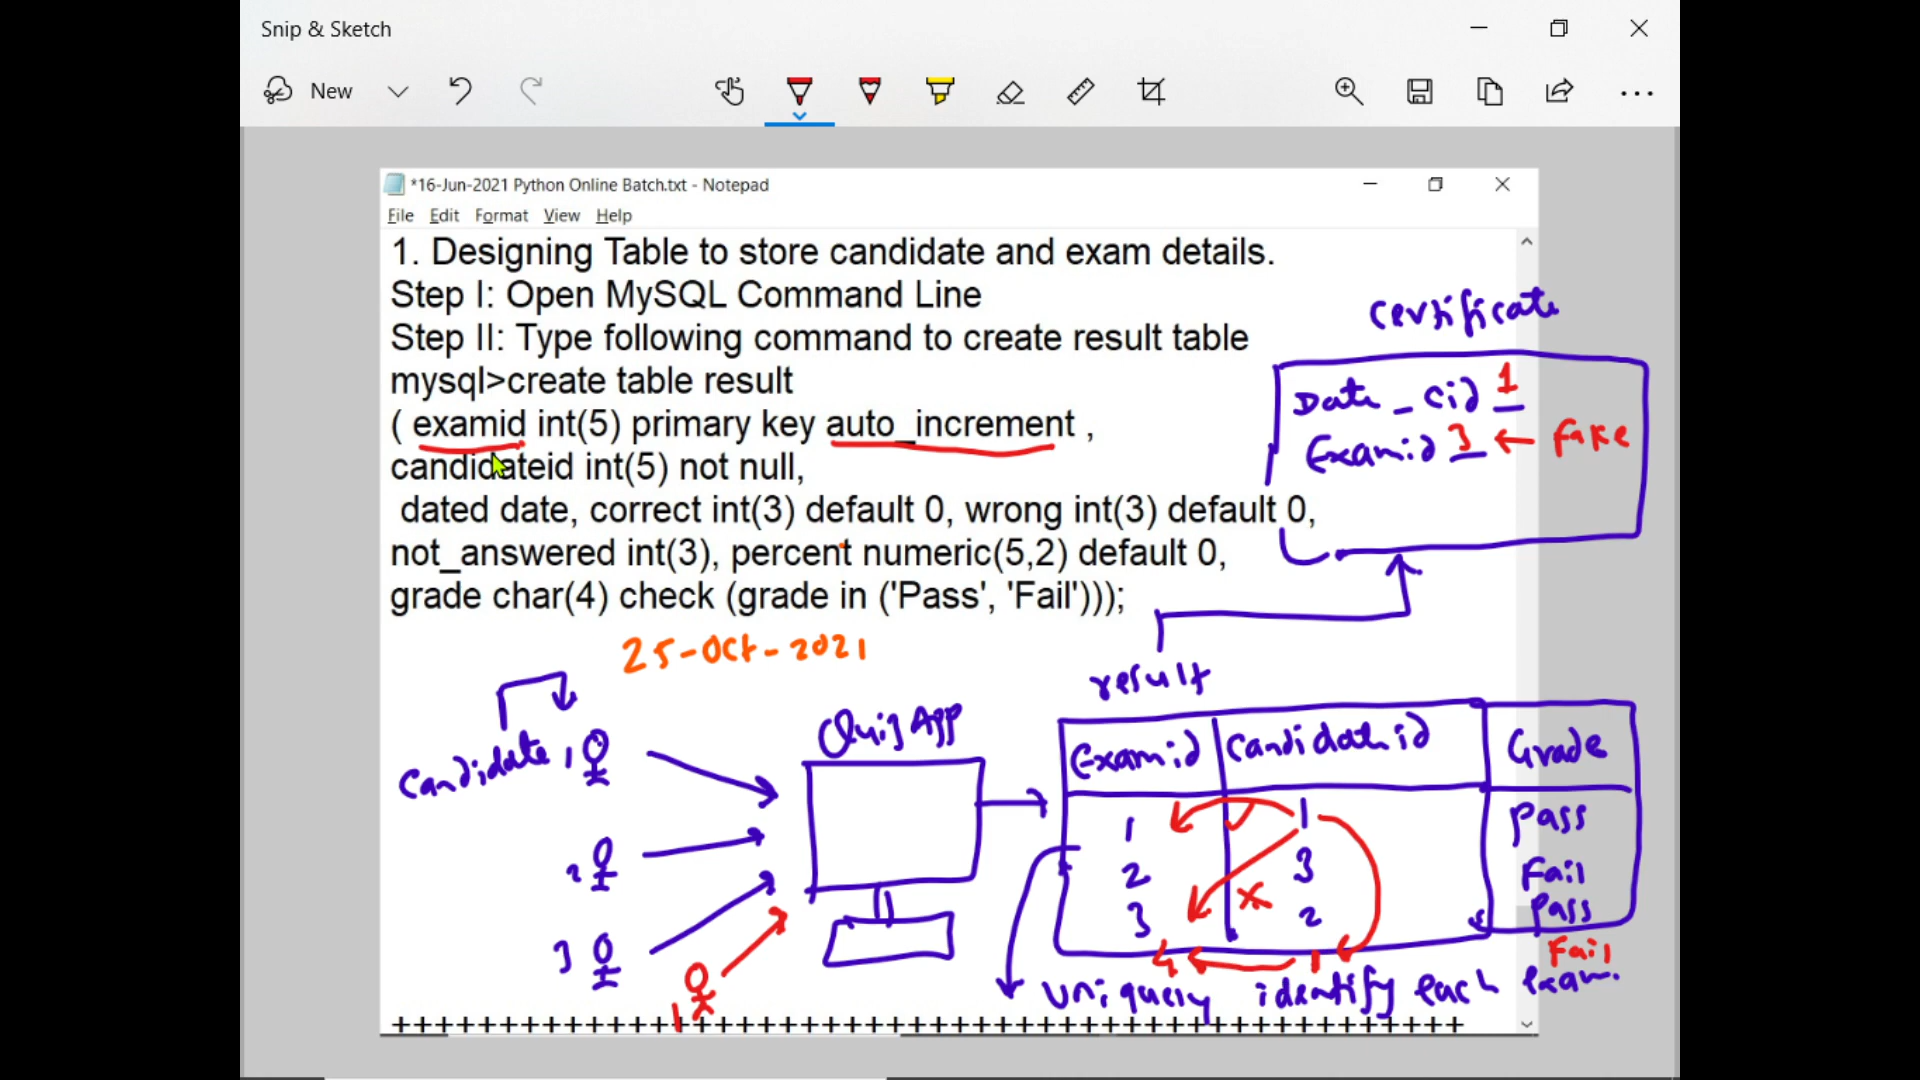 Snip & Sketch
New
*16-Jun-2021 Python Online Batch.txt - Notepad
File Edit Format View Help
1. Designing Table to store candidate and exam details.
Step I: Open MySQL Command Line
Step II: Type following command to create result table
mysql>create table result
( examid int(5) primary key auto_increment ,
candidateid int(5) not null,
dated date, correct int(3) default 0, wrong int(3) default 0,
not_answered int(3), percent numeric(5,2) default 0,
grade char(4) check (grade in ('Pass', 'Fail')));
Certificate
Date _ Cid 1
Examid 3 ← Fake
25-Oct-2021
result
Candidate 1
2
3
1
Quiz App
Examid Candidate id Grade
1 1 Pass
2 3 Fail
3 2 Pass
4 1 Fail
Uniquely identify each exam.
+++++++++++++++++++++++++++++++++++++++++++++++++